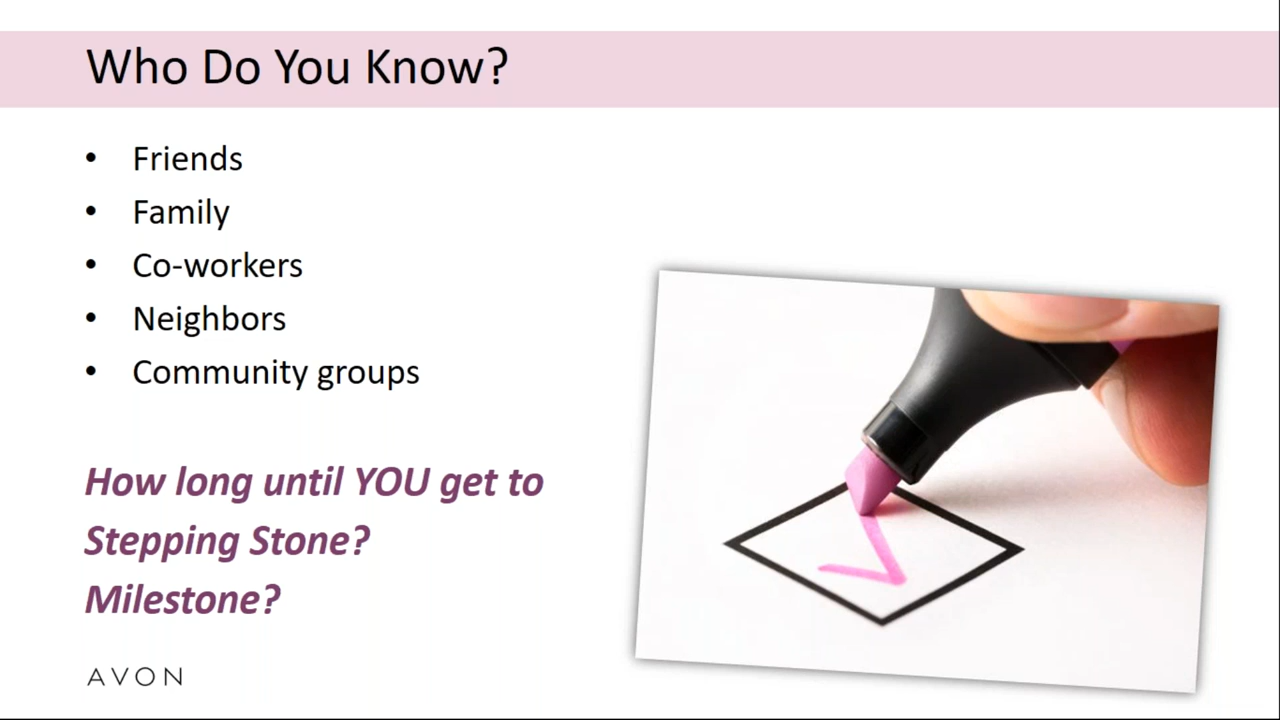 Who Do You Know?
• Friends
• Family
• Co-workers
• Neighbors
• Community groups
How long until YOU get to
Stepping Stone?
Milestone?
AVON